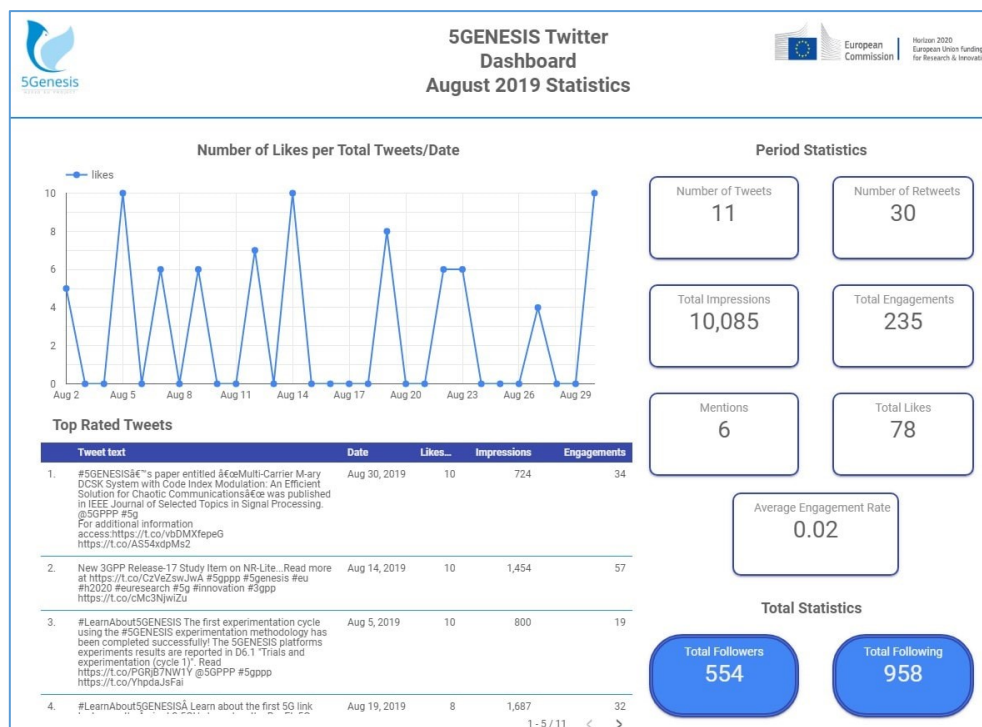 5GENESIS Twitter
Dashboard
August 2019 Statistics
5Genesis
European
Commission
Horizon 2020
European Union funding
for Research & Innovati
Number of Likes per Total Tweets/Date
likes
10
8
6
4
2
0
Aug 2 Aug 5 Aug 8 Aug 11 Aug 14 Aug 17 Aug 20 Aug 23 Aug 26 Aug 29
Top Rated Tweets
Tweet text Date Likes... Impressions Engagements
1. #5GENESISâ€™s paper entitled â€œMulti-Carrier M-ary Aug 30, 2019 10 724 34
DCSK System with Code Index Modulation: An Efficient
Solution for Chaotic Communicationsâ€œ was published
in IEEE Journal of Selected Topics in Signal Processing.
@5GPPP #5g
For additional information
access:https://t.co/vbDMXfepeG
https://t.co/AS54xdpMs2
2. New 3GPP Release-17 Study Item on NR-Lite...Read more Aug 14, 2019 10 1,454 57
at https://t.co/CzVeZswJwA #5gppp #5genesis #eu
#h2020 #euresearch #5g #innovation #3gpp
https://t.co/cMc3NjwiZu
3. #LearnAbout5GENESIS The first experimentation cycle Aug 5, 2019 10 800 19
using the #5GENESIS experimentation methodology has
been completed successfully! The 5GENESIS platforms
experiments results are reported in D6.1 "Trials and
experimentation (cycle 1)". Read
https://t.co/PGRjB7NW1Y @5GPPP #5gppp
https://t.co/YhpdaJsFai
4. #LearnAbout5GENESISÂ Learn about the first 5G link Aug 19, 2019 8 1,687 32
1 - 5 / 11 < >
Period Statistics
Number of Tweets
11
Number of Retweets
30
Total Impressions
10,085
Total Engagements
235
Mentions
6
Total Likes
78
Average Engagement Rate
0.02
Total Statistics
Total Followers
554
Total Following
958